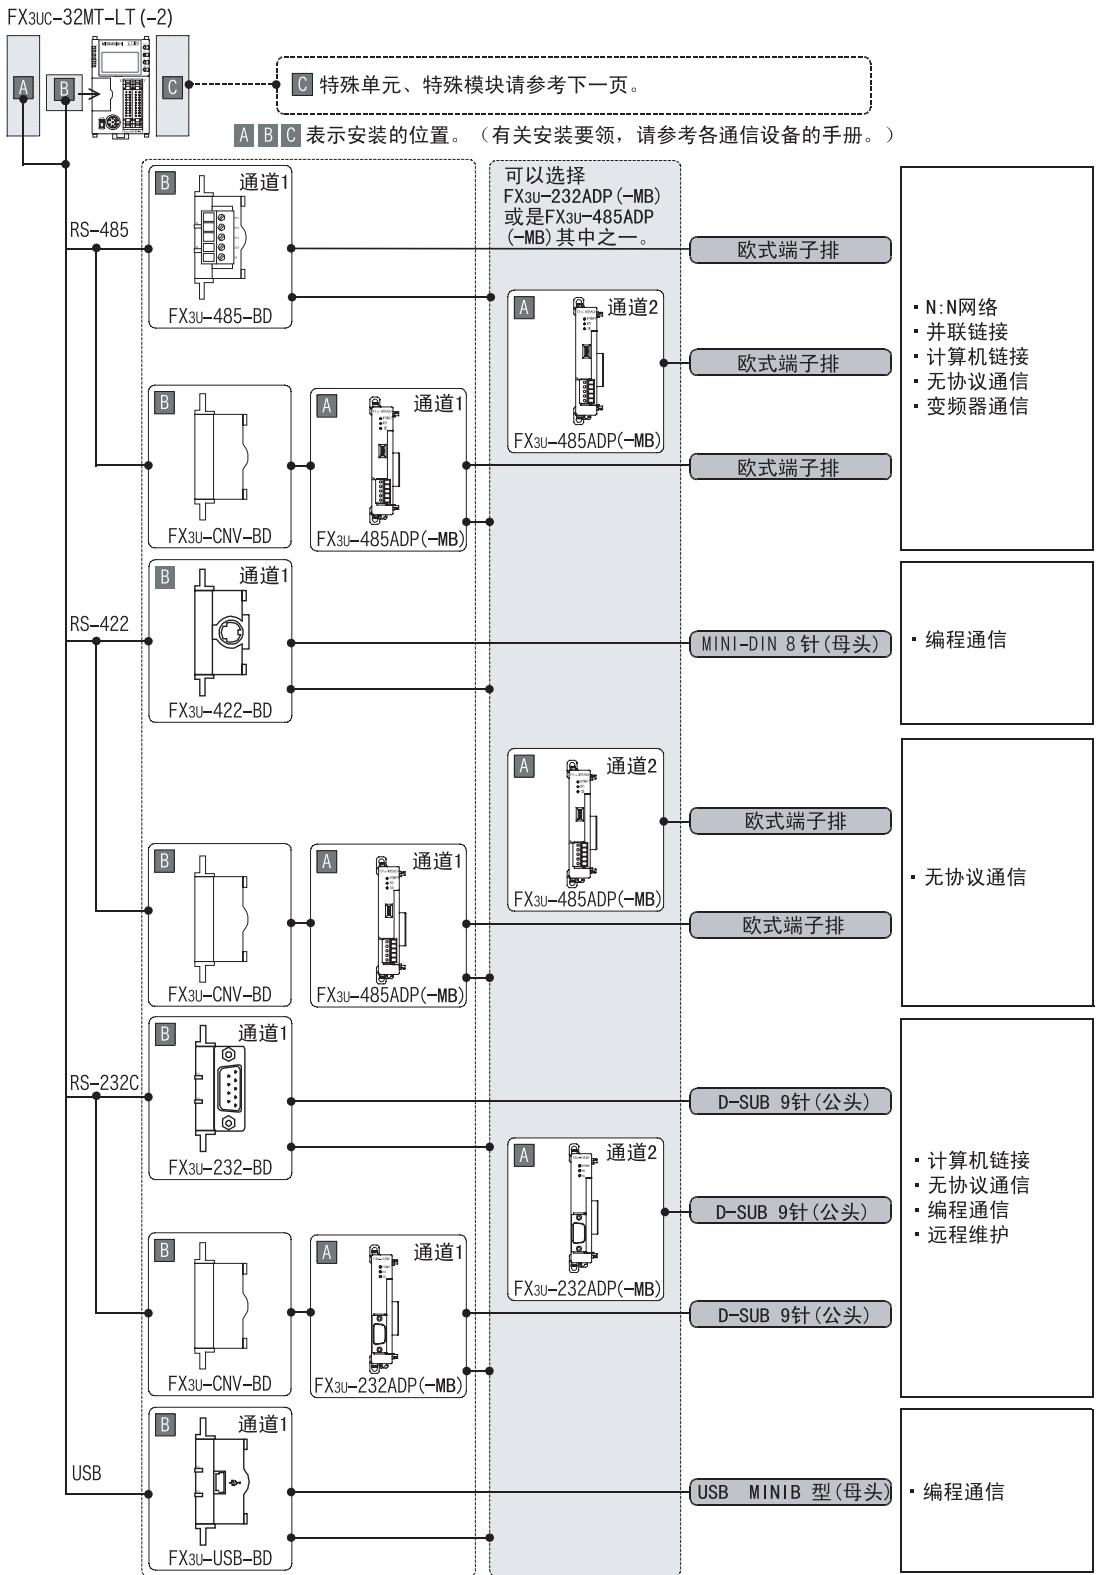 FX3UC-32MT-LT(-2)
A
B
C
C 特殊单元、特殊模块请参考下一页。
A B C 表示安装的位置。（有关安装要领，请参考各通信设备的手册。）
可以选择
FX3U-232ADP(-MB)
或是FX3U-485ADP
(-MB)其中之一。
RS-485
B 通道1
FX3U-485-BD
欧式端子排
A 通道2
FX3U-485ADP(-MB)
欧式端子排
B
FX3U-CNV-BD
A 通道1
FX3U-485ADP(-MB)
欧式端子排
▪ N:N网络
▪ 并联链接
▪ 计算机链接
▪ 无协议通信
▪ 变频器通信
RS-422
B 通道1
FX3U-422-BD
MINI-DIN 8针(母头)
▪ 编程通信
A 通道2
FX3U-485ADP(-MB)
欧式端子排
B
FX3U-CNV-BD
A 通道1
FX3U-485ADP(-MB)
欧式端子排
▪ 无协议通信
RS-232C
B 通道1
FX3U-232-BD
D-SUB 9针(公头)
A 通道2
FX3U-232ADP(-MB)
D-SUB 9针(公头)
B
FX3U-CNV-BD
A 通道1
FX3U-232ADP(-MB)
D-SUB 9针(公头)
▪ 计算机链接
▪ 无协议通信
▪ 编程通信
▪ 远程维护
USB
B 通道1
FX3U-USB-BD
USB MINIB 型(母头)
▪ 编程通信